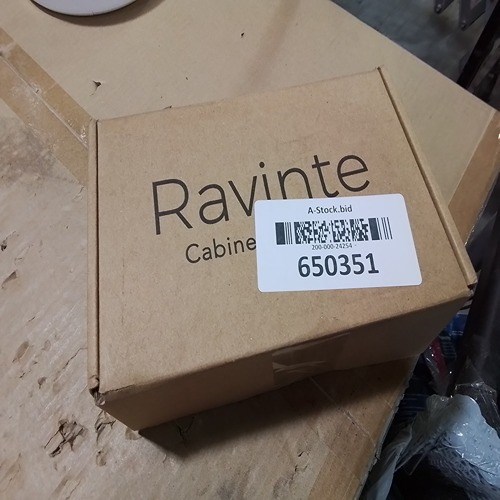 Ravinte
Cabine
A-Stock.bid
200-000-24254
650351